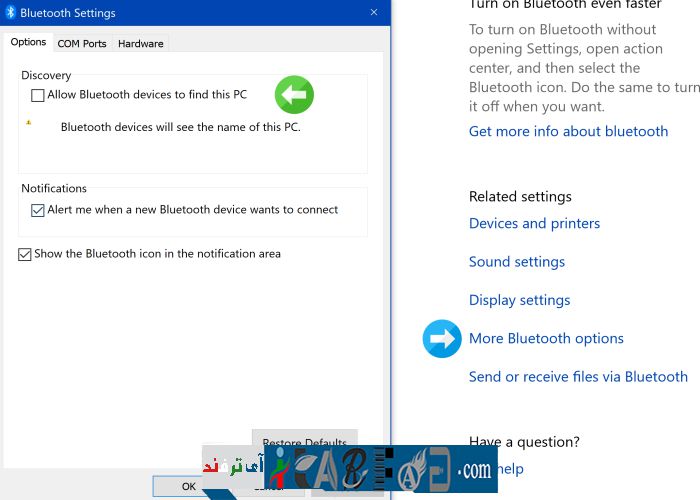 Bluetooth Settings
Options
COM Ports
Hardware
Discovery
Allow Bluetooth devices to find this PC
Bluetooth devices will see the name of this PC.
Notifications
Alert me when a new Bluetooth device wants to connect
Show the Bluetooth icon in the notification area
Restore Defaults
OK
Turn on Bluetooth even faster
To turn on Bluetooth without
opening Settings, open action
center, and then select the
Bluetooth icon. Do the same to turn
it off when you want.
Get more info about bluetooth
Related settings
Devices and printers
Sound settings
Display settings
More Bluetooth options
Send or receive files via Bluetooth
Have a question?
help
آی ترفند
.com